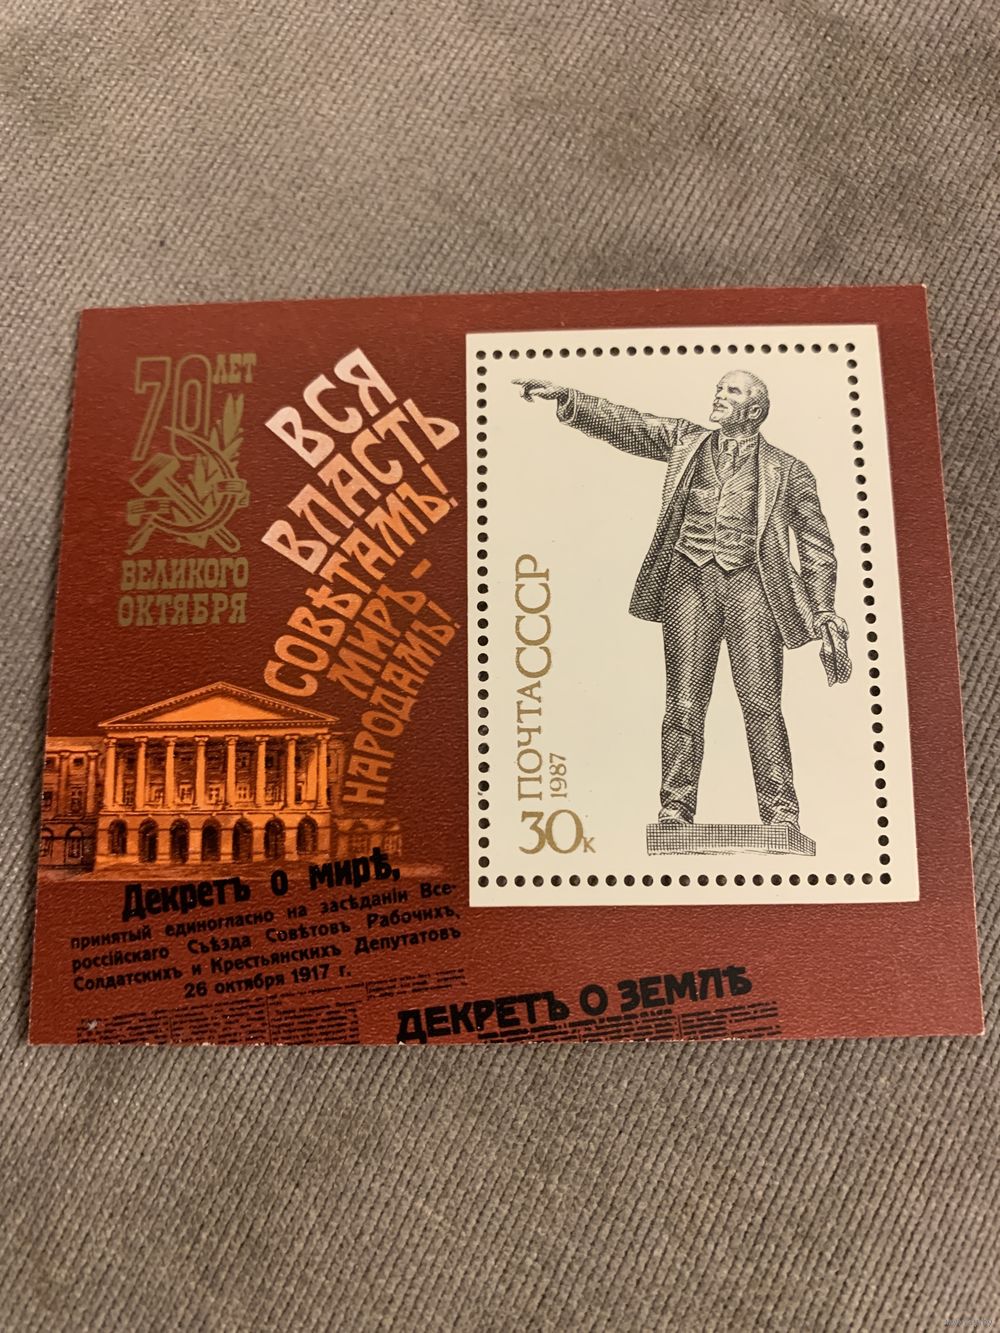 70 ЛЕТ
ВЕЛИКОГО
ОКТЯБРЯ
ВСЯ
ВЛАСТЬ
СОВѢТАМЪ!
МИРЪ -
НАРОДАМЪ!
ПОЧТА СССР
1987
30к
Декретъ о мирѣ,
принятый единогласно на засѣданіи Все-
россійскаго Съѣзда Совѣтовъ Рабочихъ,
Солдатскихъ и Крестьянскихъ Депутатовъ
26 октября 1917 г.
ДЕКРЕТЪ О ЗЕМЛѢ